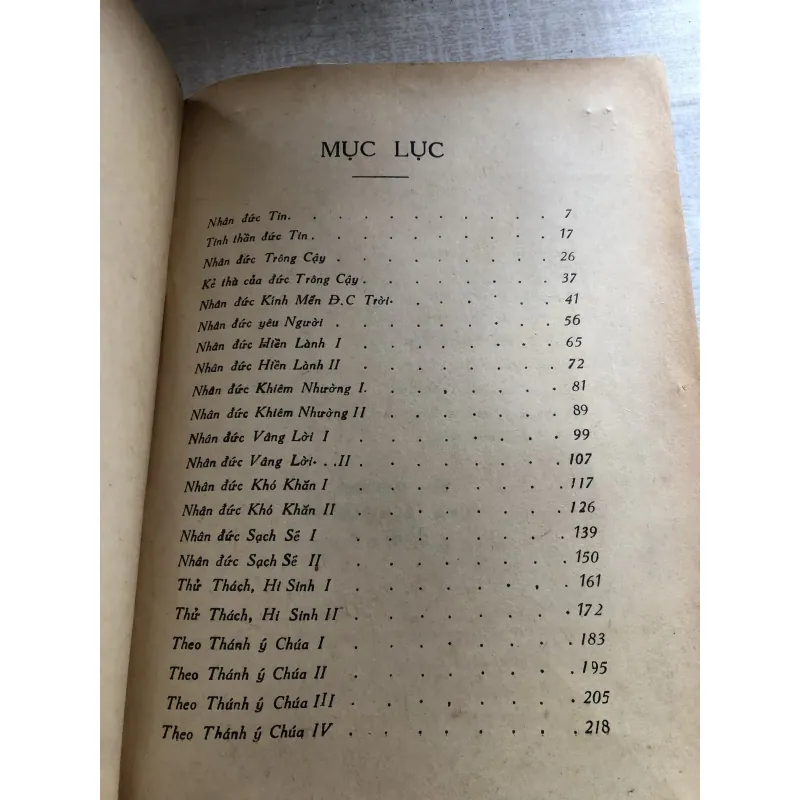 MỤC LỤC
Nhân đức Tin. . . . . . . . . 7
Tinh thần đức Tin . . . . . . . . 17
Nhân đức Trông Cậy . . . . . . . . 26
Kẻ thù của đức Trông Cậy . . . . . . . 37
Nhân đức Kính Mến Đ.C Trời. . . . . . 41
Nhân đức yêu Người . . . . . . . . 56
Nhân đức Hiền Lành I . . . . . . . 65
Nhân đức Hiền Lành II . . . . . . . 72
Nhân đức Khiêm Nhường I. . . . . . . 81
Nhân đức Khiêm Nhường II . . . . . . 89
Nhân đức Vâng Lời I . . . . . . . 99
Nhân đức Vâng Lời. . .II . . . . . . . 107
Nhân đức Khó Khăn I . . . . . . . 117
Nhân đức Khó Khăn II . . . . . . . 126
Nhân đức Sạch Sẽ I . . . . . . . 139
Nhân đức Sạch Sẽ II . . . . . . . 150
Thử Thách, Hi Sinh I . . . . . . . 161
Thử Thách, Hi Sinh II . . . . . . . 172
Theo Thánh ý Chúa I . . . . . . . 183
Theo Thánh ý Chúa II . . . . . . . 195
Theo Thánh ý Chúa III . . . . . . . 205
Theo Thánh ý Chúa IV . . . . . . . 218